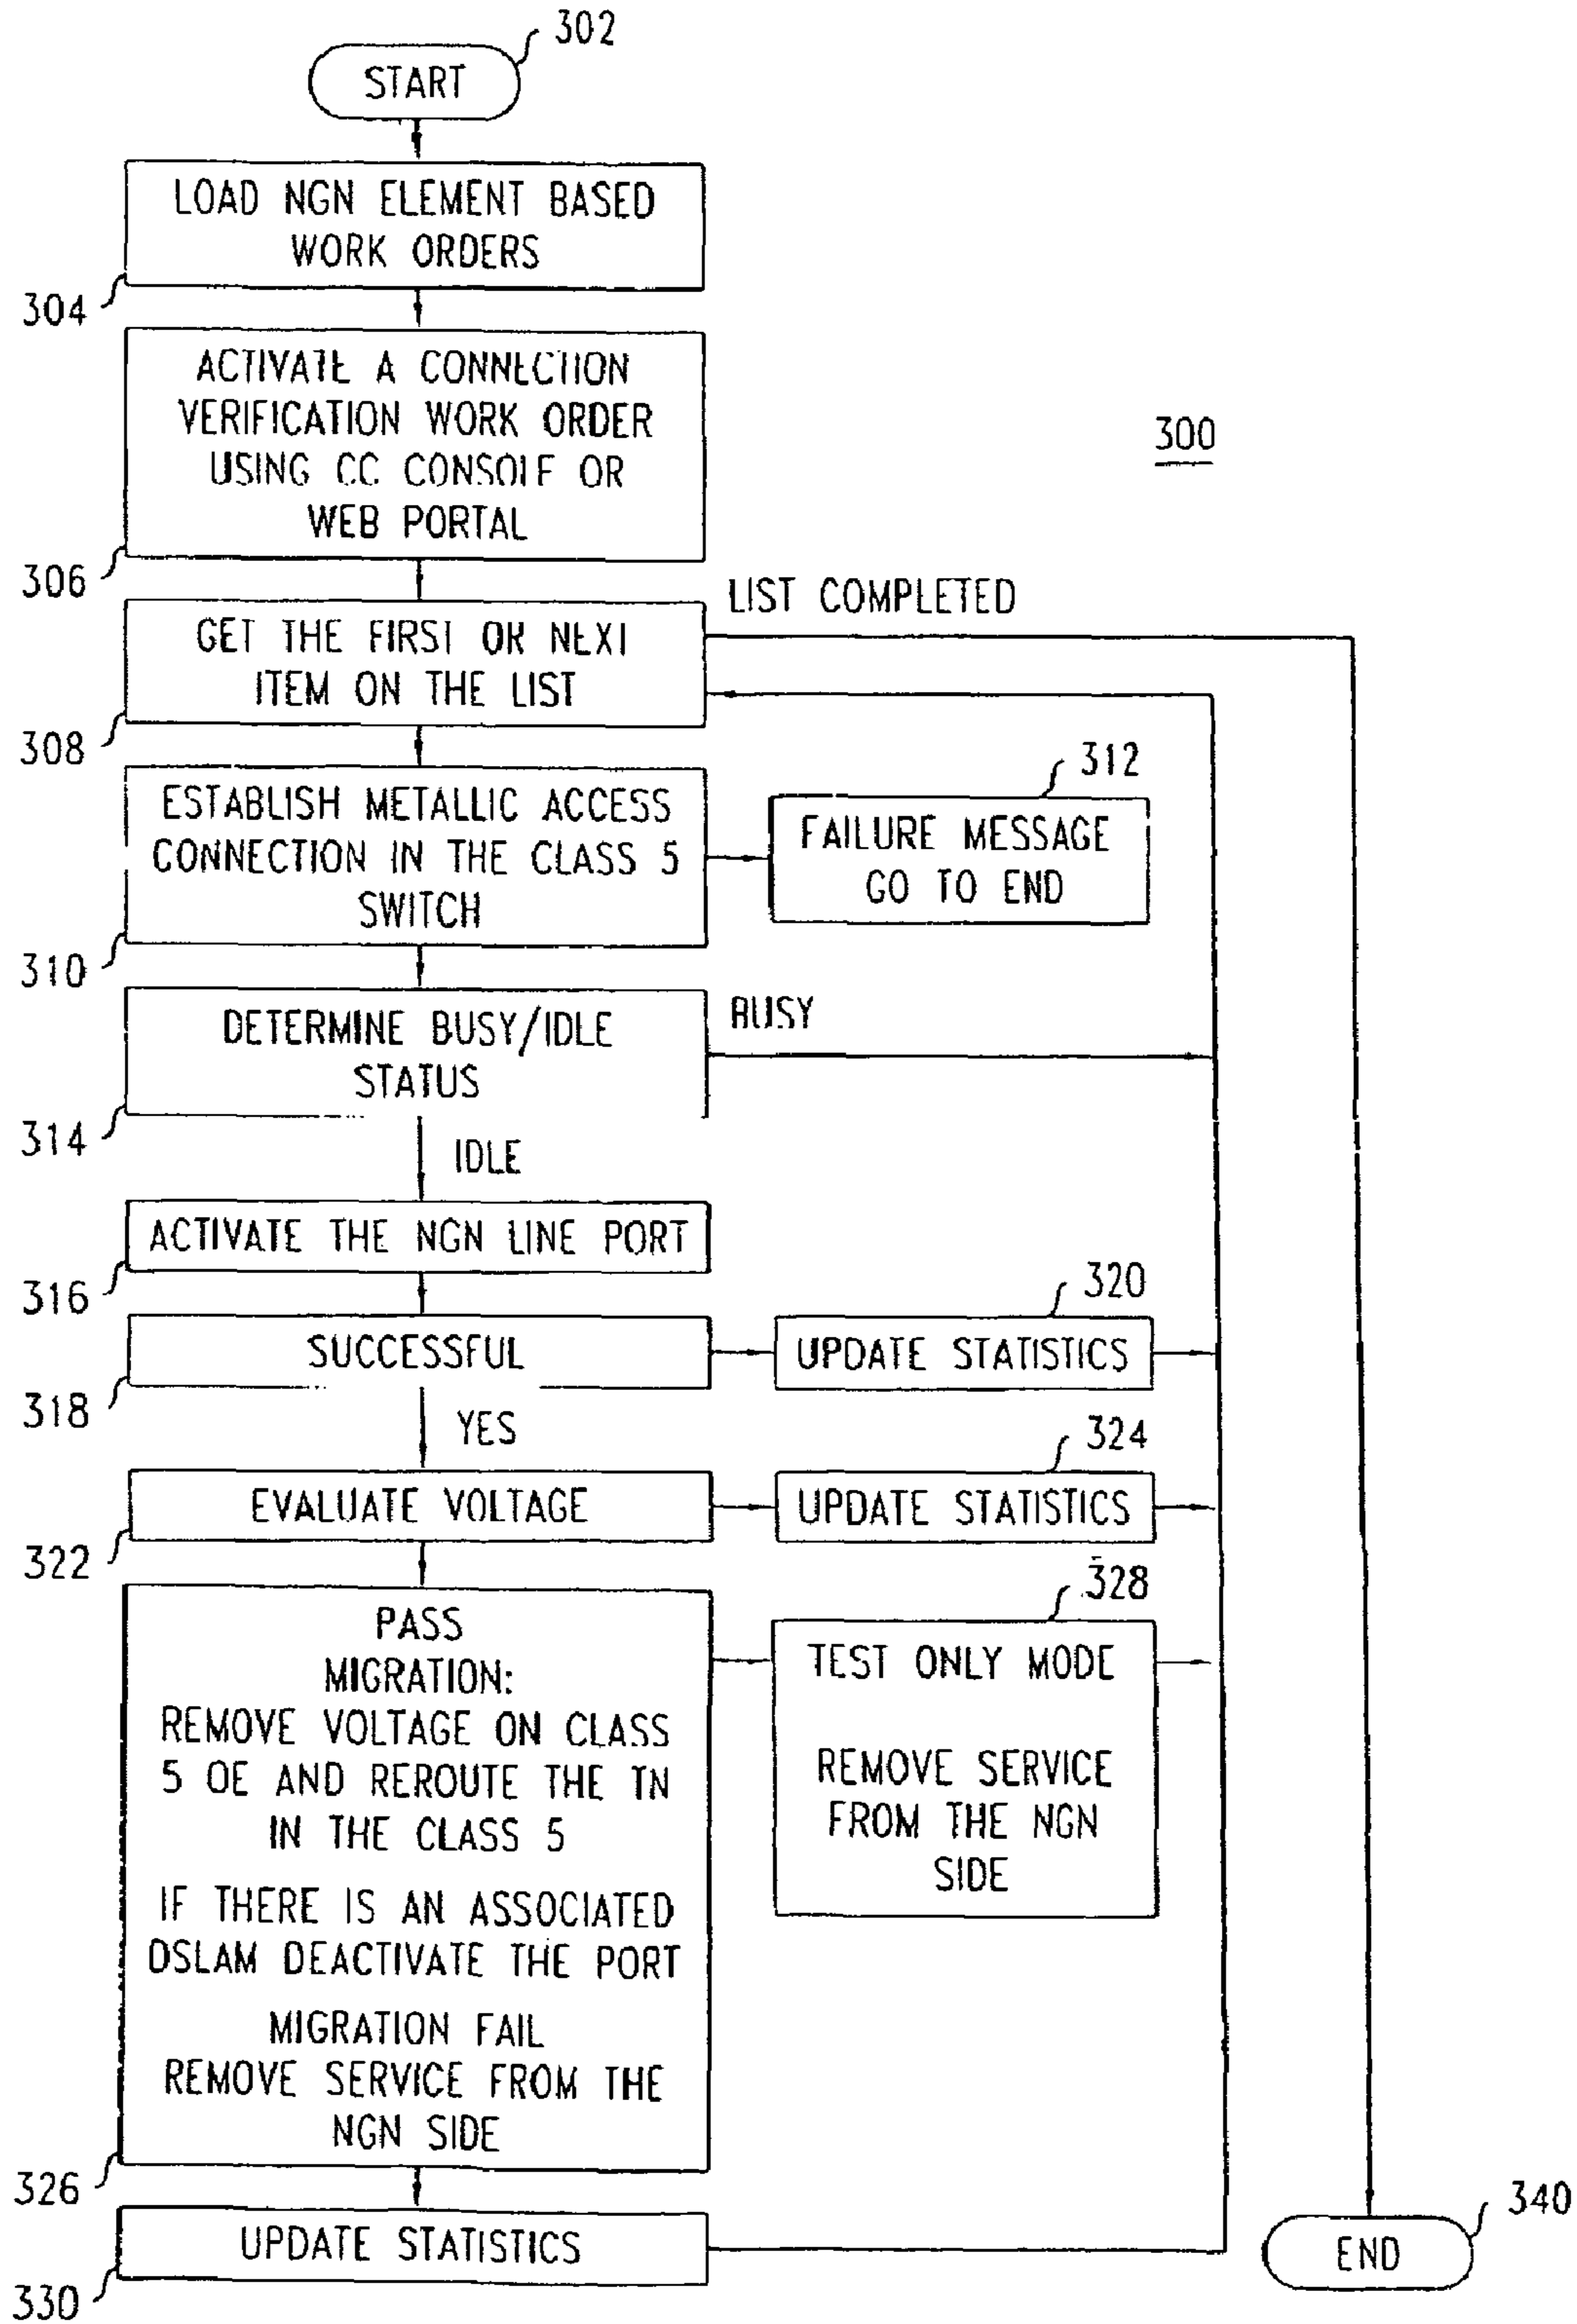 302
START
LOAD NGN ELEMENT BASED
WORK ORDERS
304
ACTIVATE A CONNECTION
VERIFICATION WORK ORDER
USING CC CONSOLE OR
WEB PORTAL
300
306
LIST COMPLETED
GET THE FIRST OR NEXT
ITEM ON THE LIST
308
312
ESTABLISH METALLIC ACCESS
CONNECTION IN THE CLASS 5
SWITCH
FAILURE MESSAGE
GO TO END
310
DETERMINE BUSY/IDLE
STATUS
BUSY
314
IDLE
ACTIVATE THE NGN LINE PORT
316
320
SUCCESSFUL
UPDATE STATISTICS
318
YES
324
EVALUATE VOLTAGE
UPDATE STATISTICS
322
328
PASS
MIGRATION:
REMOVE VOLTAGE ON CLASS
5 OE AND REROUTE THE TN
IN THE CLASS 5
IF THERE IS AN ASSOCIATED
DSLAM DEACTIVATE THE PORT
MIGRATION FAIL
REMOVE SERVICE FROM THE
NGN SIDE
TEST ONLY MODE
REMOVE SERVICE
FROM THE NGN
SIDE
326
UPDATE STATISTICS
330
340
END